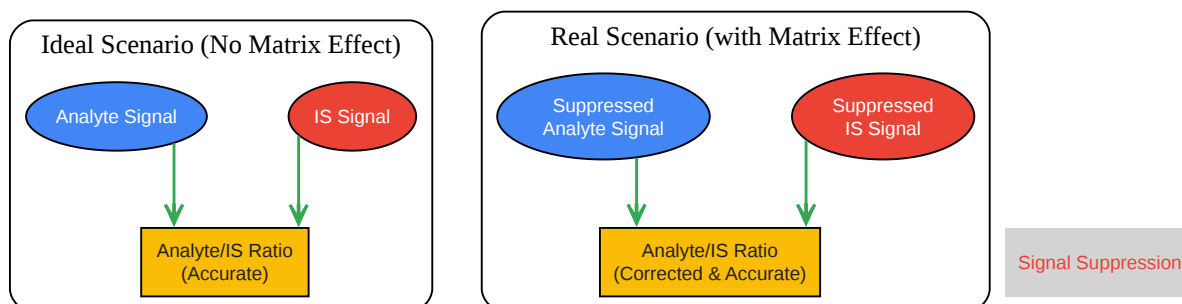 Ideal Scenario (No Matrix Effect)
Analyte Signal
IS Signal
Analyte/IS Ratio
(Accurate)
Real Scenario (with Matrix Effect)
Suppressed
Analyte Signal
Suppressed
IS Signal
Analyte/IS Ratio
(Corrected & Accurate)
Signal Suppression